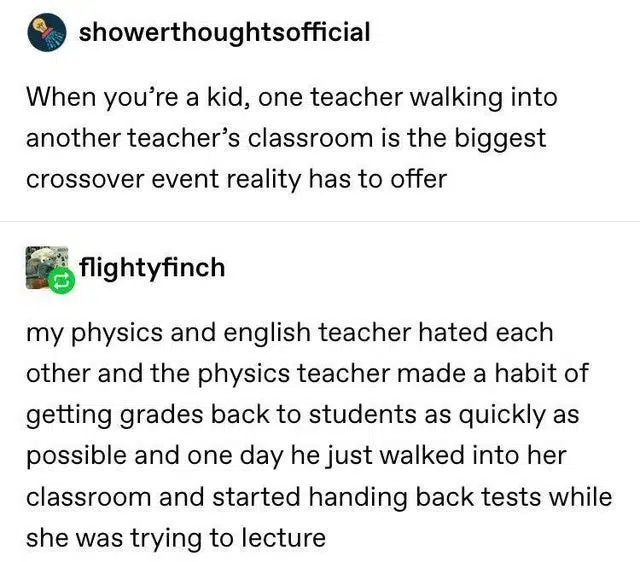 showerthoughtsofficial
When you’re a kid, one teacher walking into
another teacher’s classroom is the biggest
crossover event reality has to offer
flightyfinch
my physics and english teacher hated each
other and the physics teacher made a habit of
getting grades back to students as quickly as
possible and one day he just walked into her
classroom and started handing back tests while
she was trying to lecture